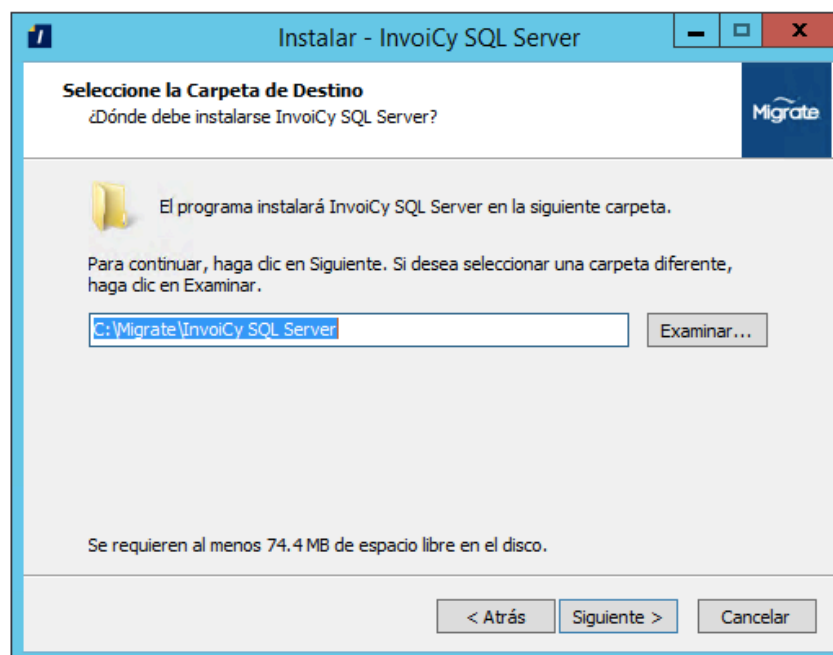 Instalar - InvoiCy SQL Server
Seleccione la Carpeta de Destino
¿Dónde debe instalarse InvoiCy SQL Server?
Migrate
El programa instalará InvoiCy SQL Server en la siguiente carpeta.
Para continuar, haga clic en Siguiente. Si desea seleccionar una carpeta diferente,
haga clic en Examinar.
C:\Migrate\InvoiCy SQL Server
Examinar...
Se requieren al menos 74.4 MB de espacio libre en el disco.
< Atrás
Siguiente >
Cancelar